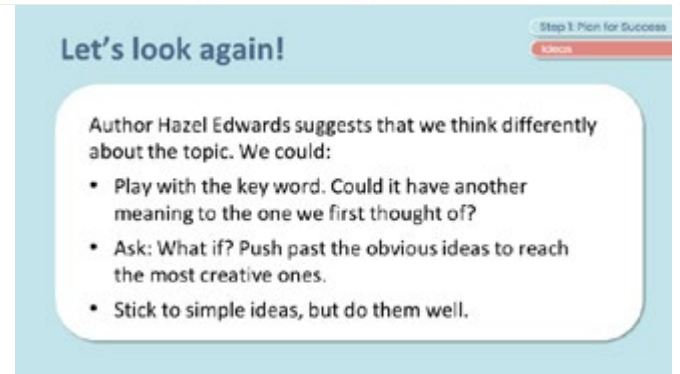 Step 1: Plan for Success
Ideas
Let's look again!
Author Hazel Edwards suggests that we think differently
about the topic. We could:
• Play with the key word. Could it have another
meaning to the one we first thought of?
• Ask: What if? Push past the obvious ideas to reach
the most creative ones.
• Stick to simple ideas, but do them well.